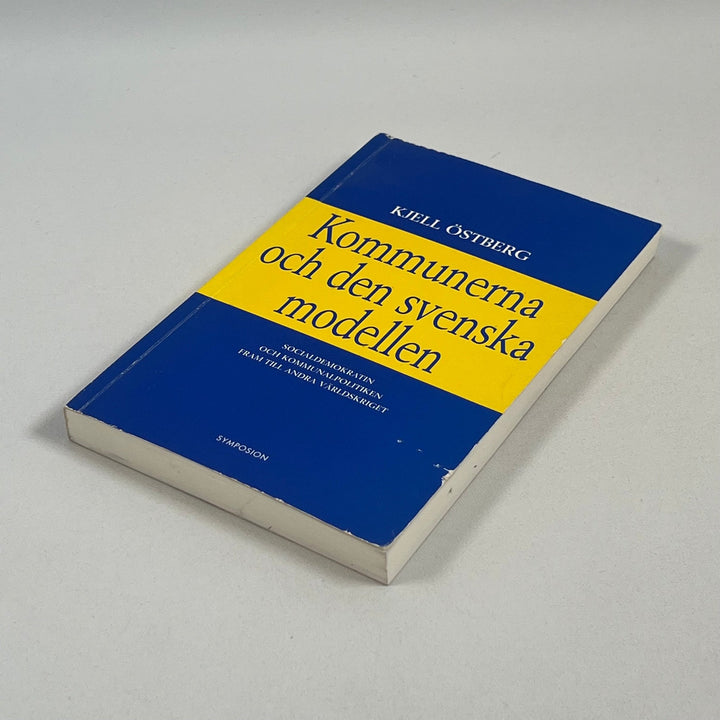 KJELL ÖSTBERG
Kommunerna
och den svenska
modellen
SOCIALDEMOKRATIN
OCH KOMMUNALPOLITIKEN
FRAM TILL ANDRA VÄRLDSKRIGET
SYMPOSION